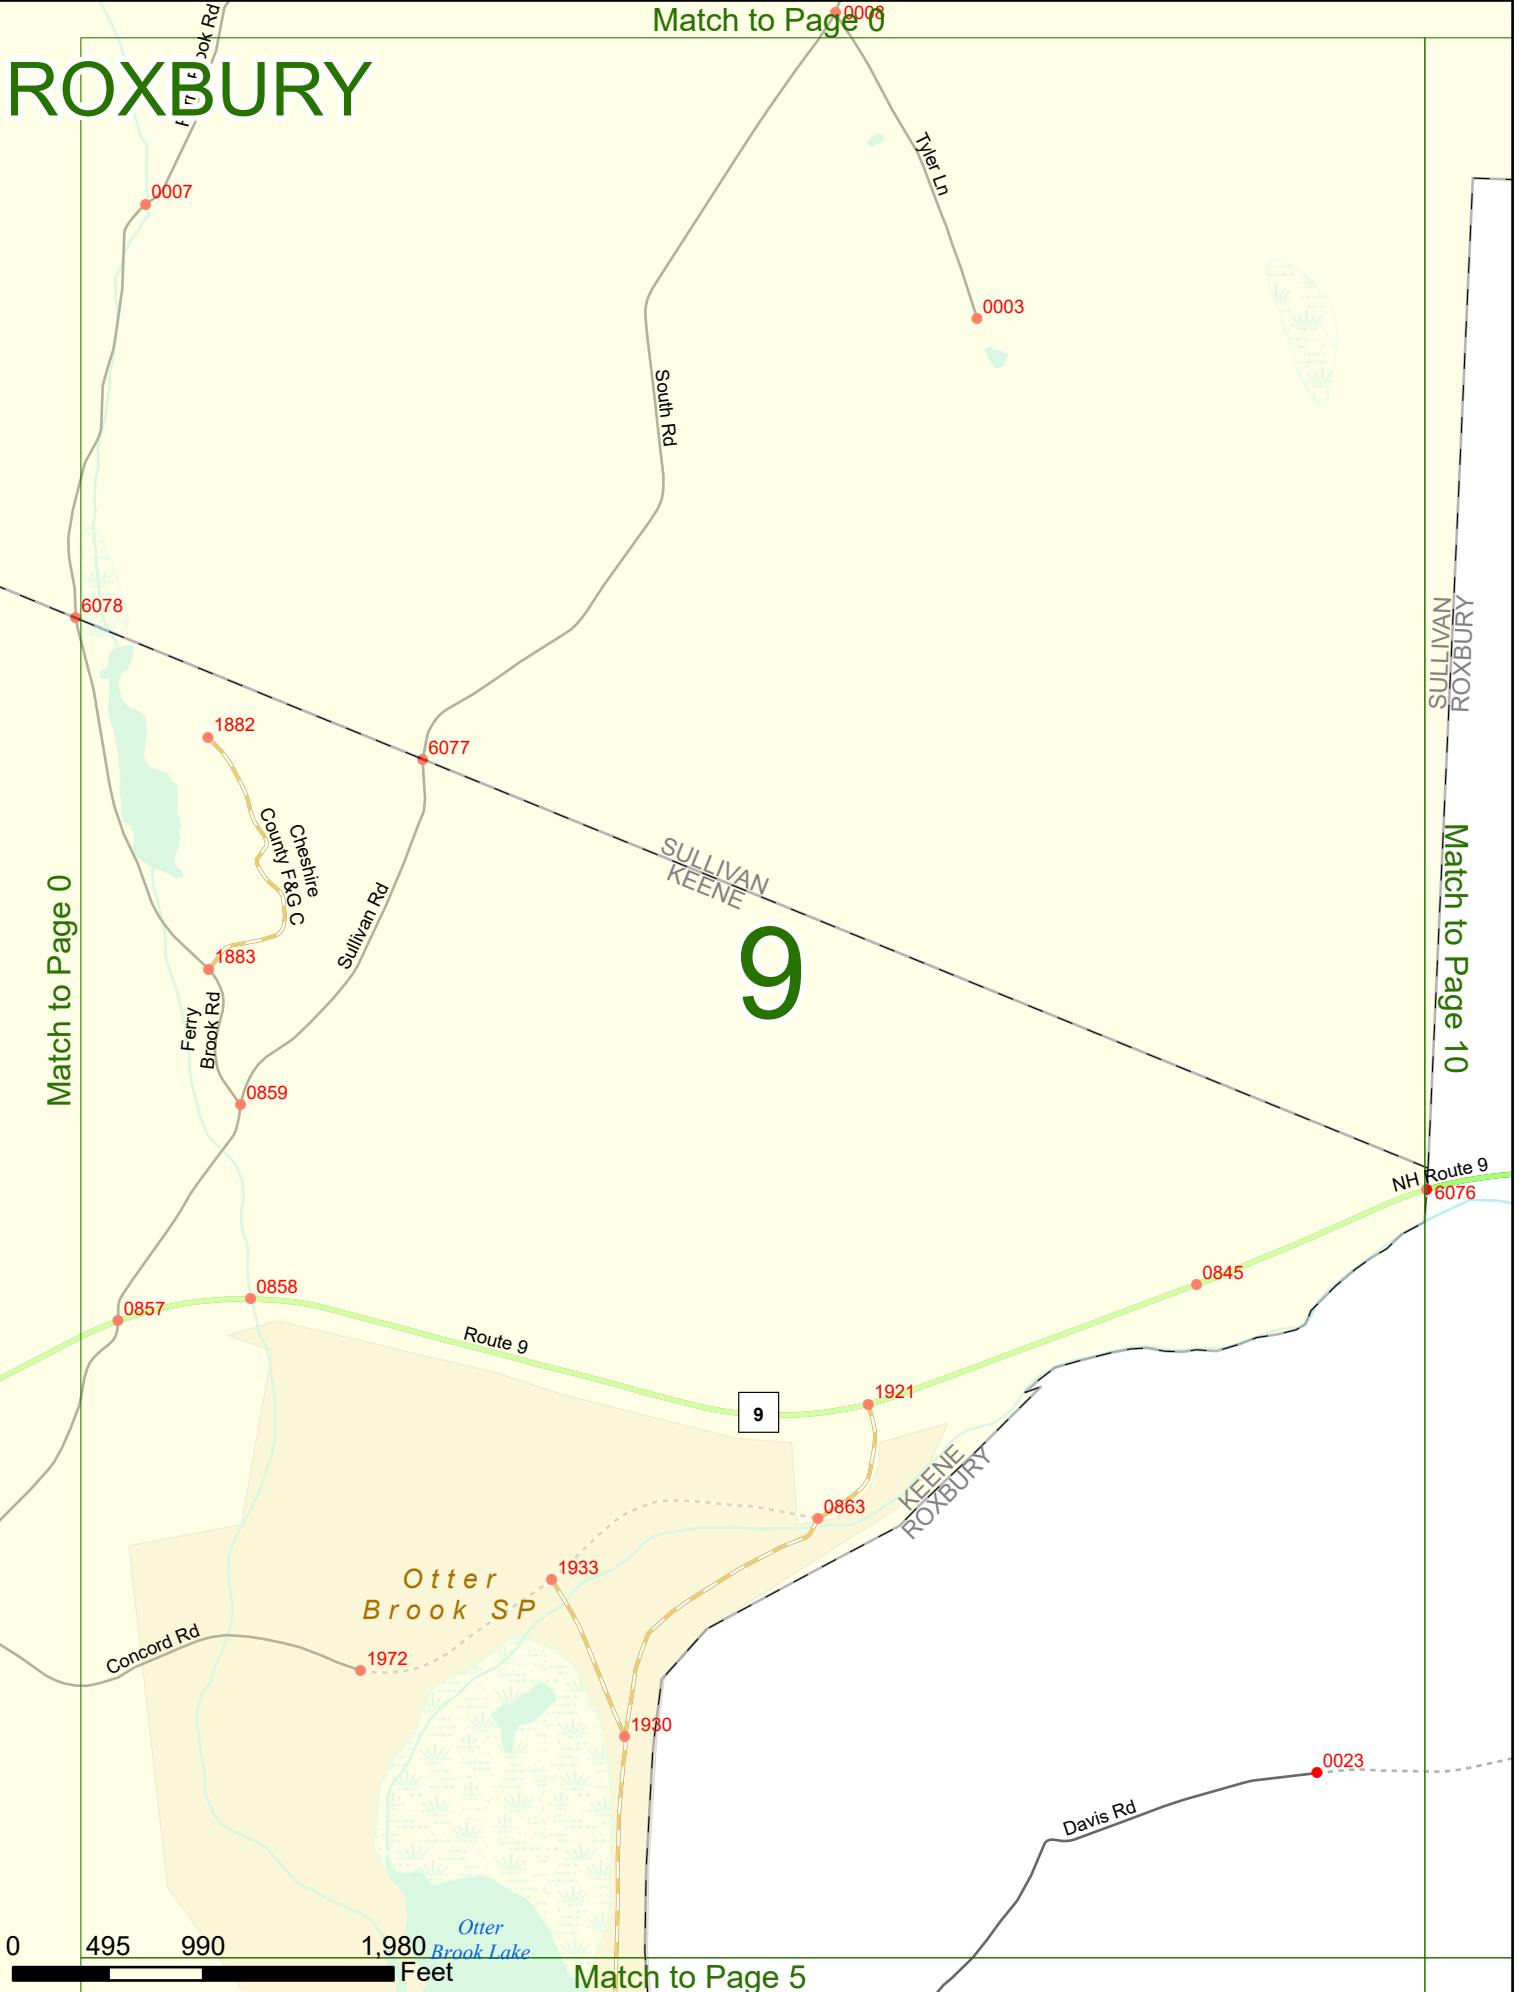 Match to Page 0
0008
Brook Rd
ROXBURY
0007
Tyler Ln
0003
South Rd
6078
SULLIVAN
ROXBURY
1882
6077
Cheshire
County F&G C
SULLIVAN
KEENE
Match to Page 0
Match to Page 10
Sullivan Rd
9
1883
Ferry
Brook Rd
0859
NH Route 9
6076
0845
0858
0857
Route 9
9
1921
KEENE
ROXBURY
0863
1933
Otter
Brook SP
Concord Rd
1972
1930
0023
Davis Rd
Otter
Brook Lake
0 495 990 1,980
Feet
Match to Page 5